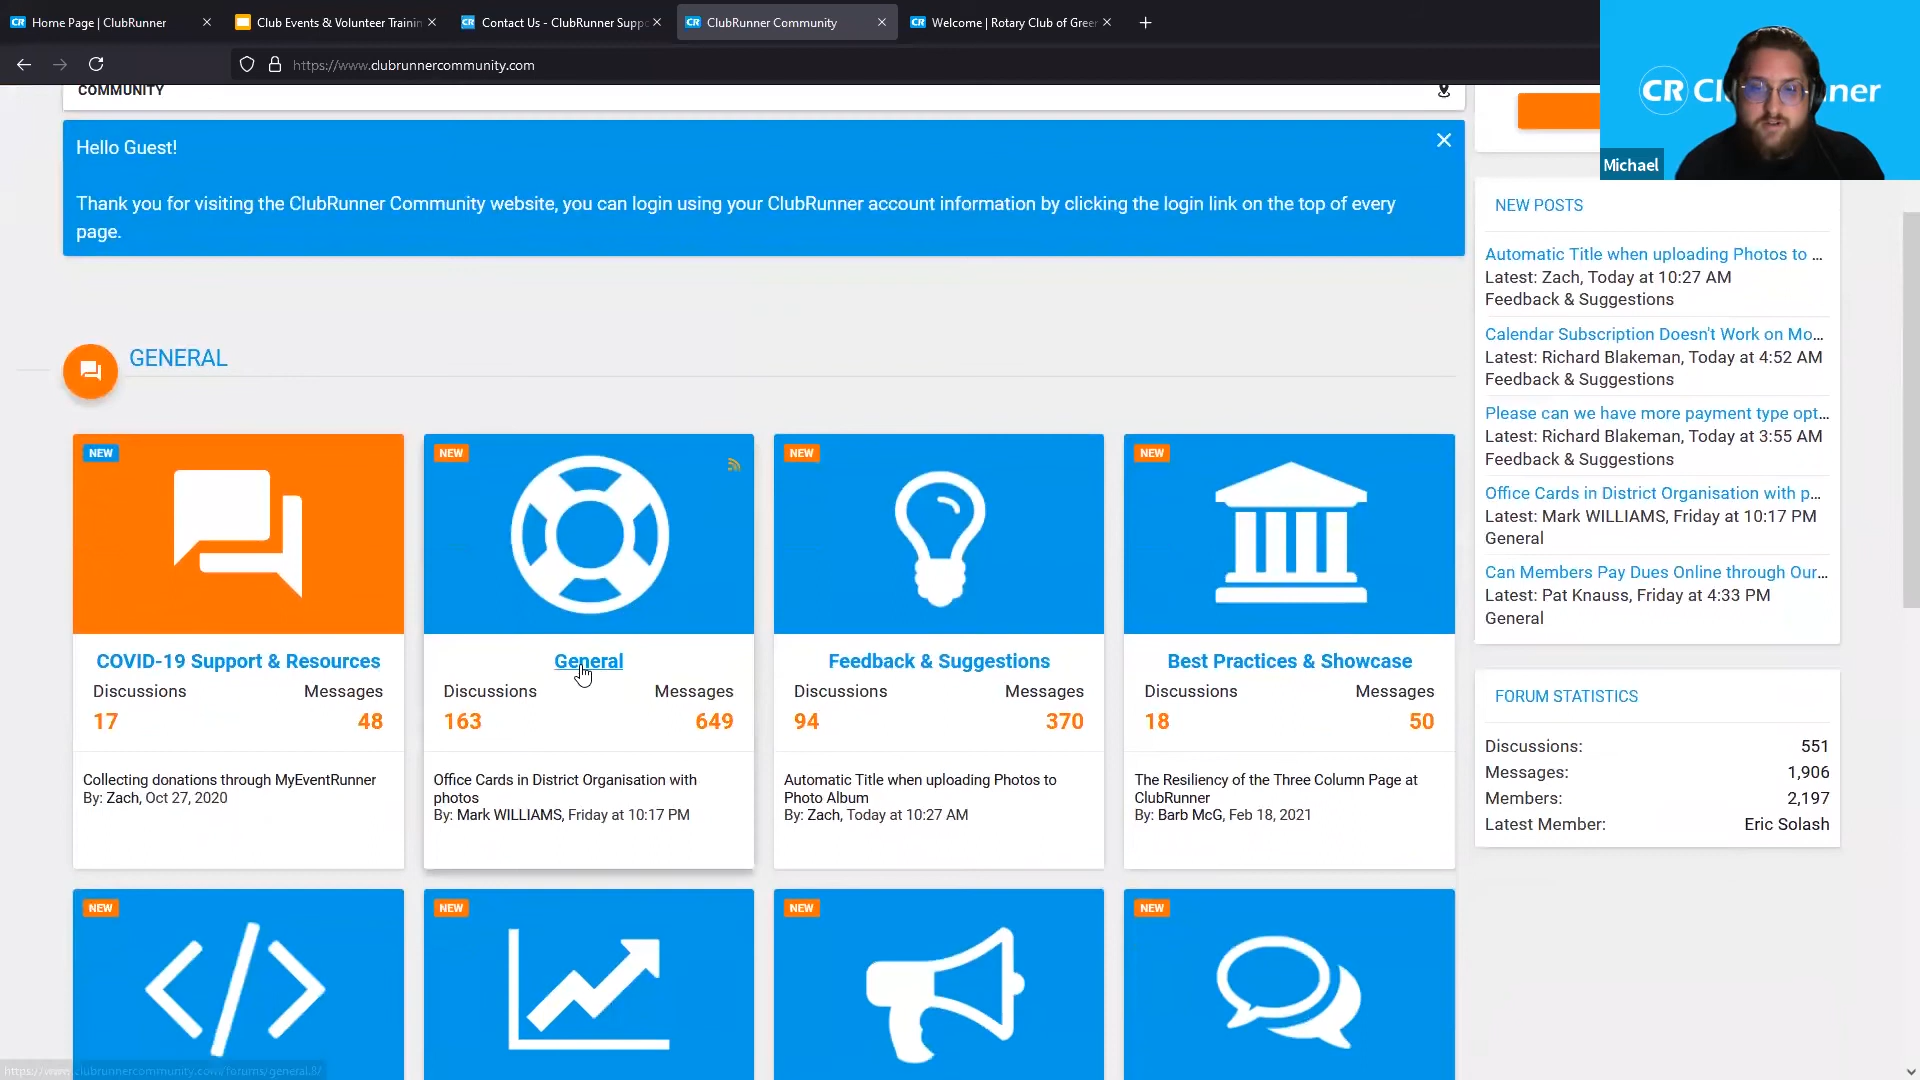 Home Page | ClubRunner
Club Events & Volunteer Trainin
Contact Us - ClubRunner Suppo
ClubRunner Community
Welcome | Rotary Club of Green
https://www.clubrunnercommunity.com
CR Cl ner
Michael
COMMUNITY
Hello Guest!
Thank you for visiting the ClubRunner Community website, you can login using your ClubRunner account information by clicking the login link on the top of every
page.
GENERAL
NEW
COVID-19 Support & Resources
Discussions Messages
17 48
Collecting donations through MyEventRunner
By: Zach, Oct 27, 2020
NEW
General
Discussions Messages
163 649
Office Cards in District Organisation with
photos
By: Mark WILLIAMS, Friday at 10:17 PM
NEW
Feedback & Suggestions
Discussions Messages
94 370
Automatic Title when uploading Photos to
Photo Album
By: Zach, Today at 10:27 AM
NEW
Best Practices & Showcase
Discussions Messages
18 50
The Resiliency of the Three Column Page at
ClubRunner
By: Barb McG, Feb 18, 2021
NEW
NEW
NEW
NEW
NEW POSTS
Automatic Title when uploading Photos to ...
Latest: Zach, Today at 10:27 AM
Feedback & Suggestions
Calendar Subscription Doesn't Work on Mo...
Latest: Richard Blakeman, Today at 4:52 AM
Feedback & Suggestions
Please can we have more payment type opt...
Latest: Richard Blakeman, Today at 3:55 AM
Feedback & Suggestions
Office Cards in District Organisation with p...
Latest: Mark WILLIAMS, Friday at 10:17 PM
General
Can Members Pay Dues Online through Our...
Latest: Pat Knauss, Friday at 4:33 PM
General
FORUM STATISTICS
Discussions: 551
Messages: 1,906
Members: 2,197
Latest Member: Eric Solash
https://www.clubrunnercommunity.com/forums/general.8/